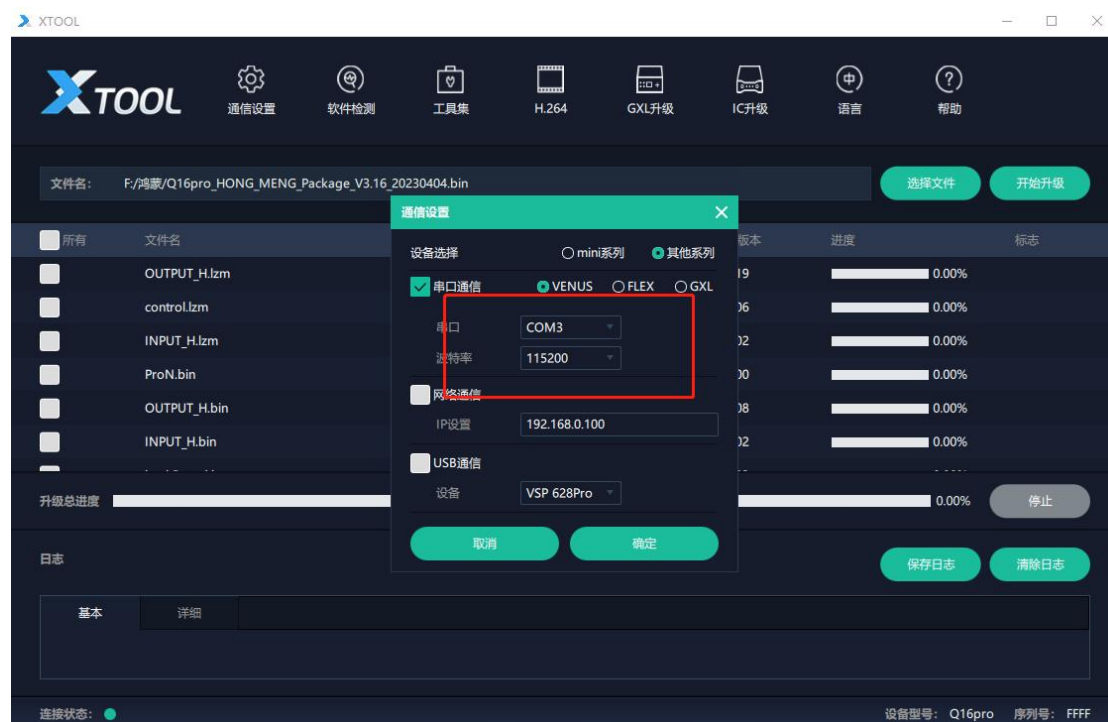 XTOOL
XTOOL
通信设置 软件检测 工具集 H.264 GXL升级 IC升级 语言 帮助
文件名: F:/鸿蒙/Q16pro_HONG_MENG_Package_V3.16_20230404.bin 选择文件 开始升级
通信设置
所有 文件名 版本 进度 标志
设备选择 mini系列 其他系列
OUTPUT_H.lzm 19 0.00%
串口通信 VENUS FLEX GXL
control.lzm 06 0.00%
串口 COM3
INPUT_H.lzm 02 0.00%
波特率 115200
ProN.bin 00 0.00%
网络通信
OUTPUT_H.bin 08 0.00%
IP设置 192.168.0.100
INPUT_H.bin 02 0.00%
USB通信
设备 VSP 628Pro
升级总进度 0.00% 停止
取消 确定
日志 保存日志 清除日志
基本 详细
连接状态: 设备型号: Q16pro 序列号: FFFF